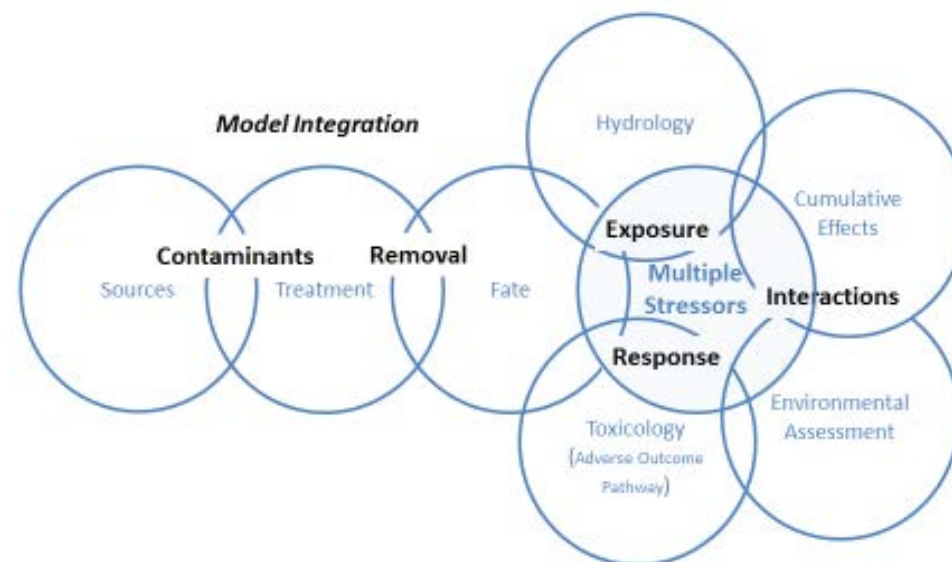 Model Integration
Hydrology
Cumulative
Effects
Exposure
Contaminants
Removal
Multiple
Stressors
Sources
Treatment
Fate
Interactions
Response
Toxicology
(Adverse Outcome
Pathway)
Environmental
Assessment